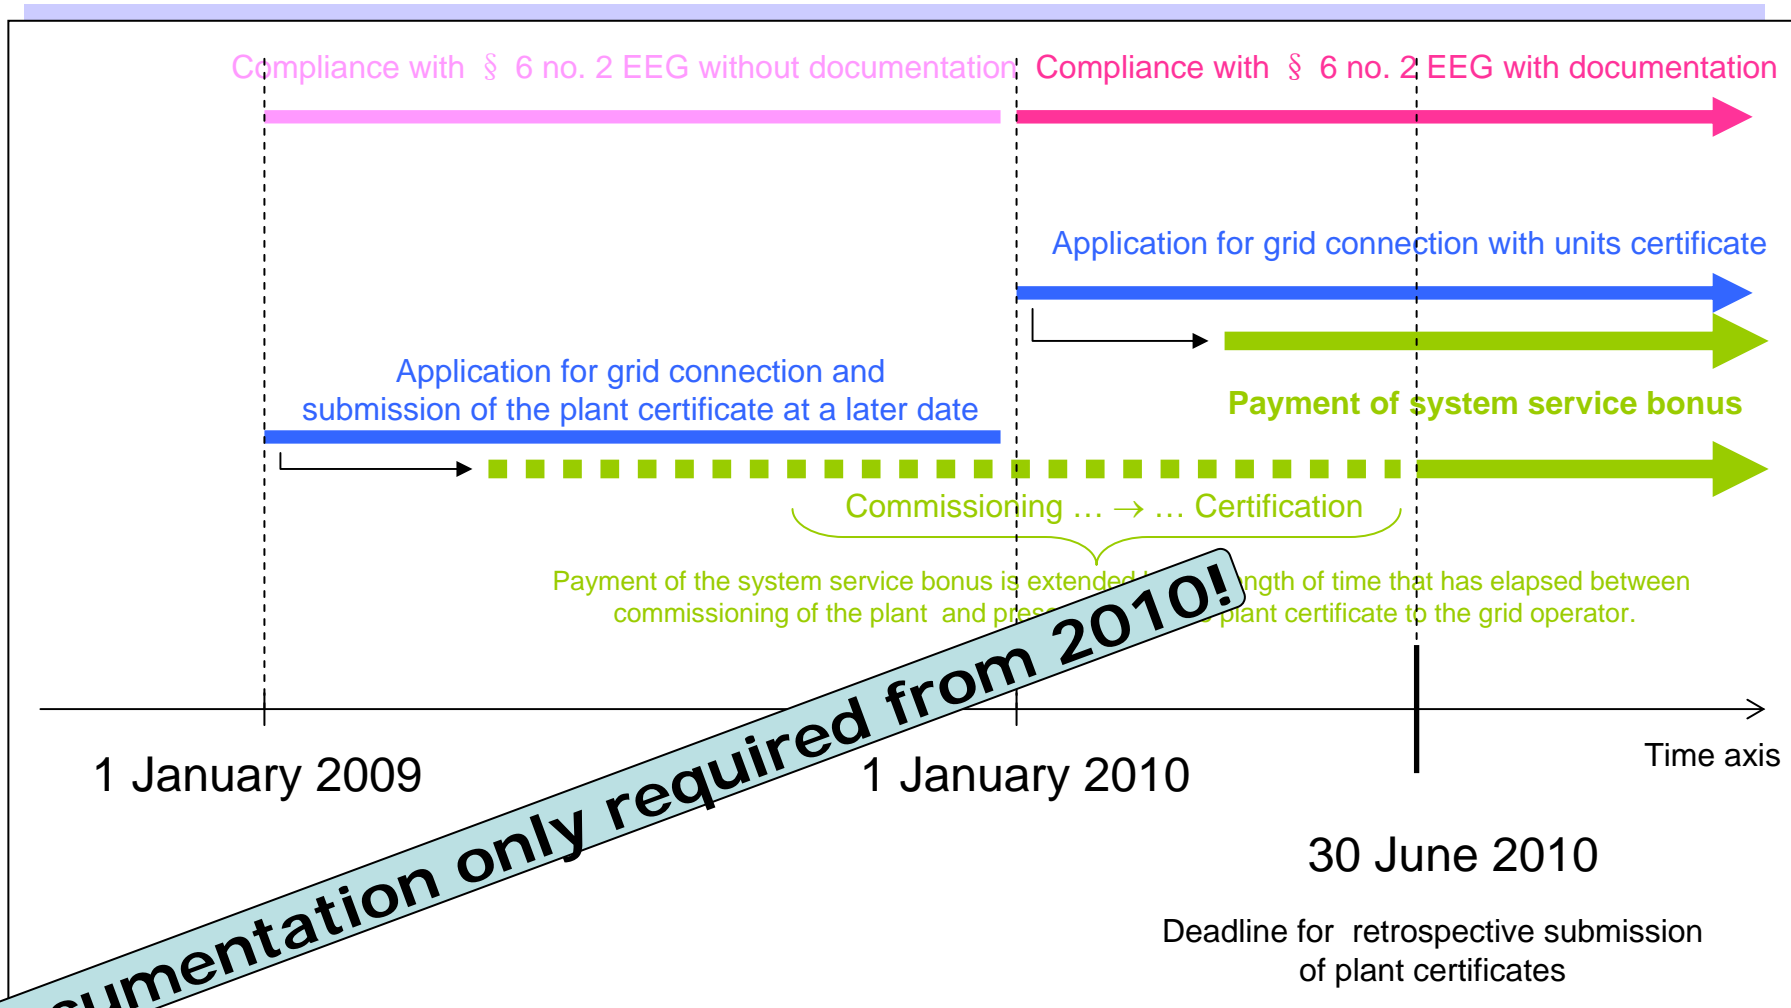 Compliance with § 6 no. 2 EEG without documentation
Compliance with § 6 no. 2 EEG with documentation
Application for grid connection with units certificate
Application for grid connection and
submission of the plant certificate at a later date
Payment of system service bonus
Commissioning … → … Certification
Payment of the system service bonus is extended ngth of time that has elapsed between
commissioning of the plant and pres plant certificate to the grid operator.
umentation only required from 2010!
Time axis
1 January 2009
1 January 2010
30 June 2010
Deadline for retrospective submission
of plant certificates